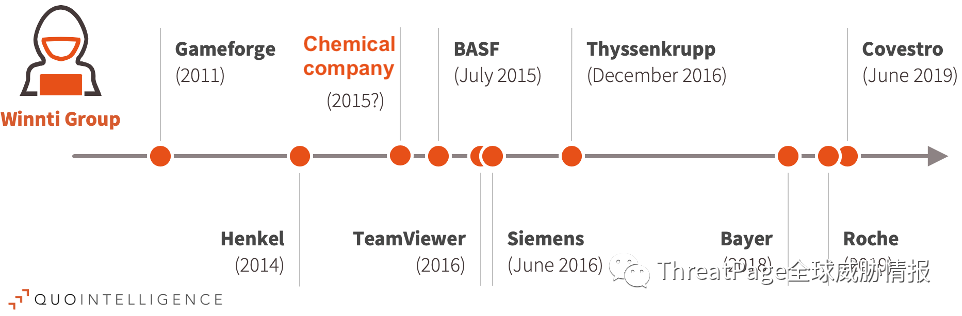 Winnti Group
Gameforge
(2011)
Chemical
company
(2015?)
BASF
(July 2015)
Thyssenkrupp
(December 2016)
Covestro
(June 2019)
Henkel
(2014)
TeamViewer
(2016)
Siemens
(June 2016)
Bayer
(2018)
Roche
(2019)
ThreatPage全球威胁情报
QUOINTELLIGENCE